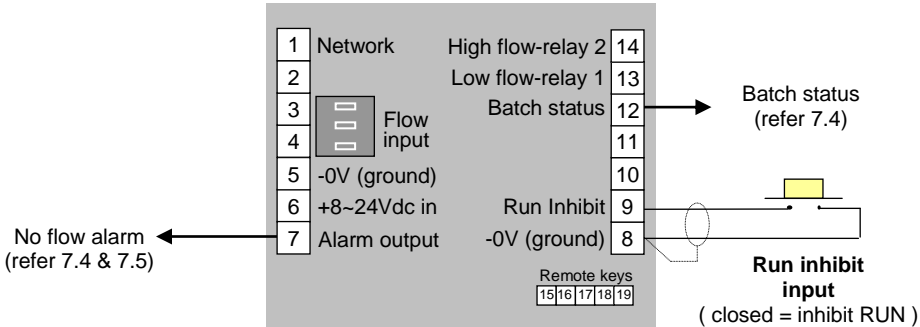 1 Network
2
3
4
Flow
input
5 -0V (ground)
6 +8~24Vdc in
7 Alarm output
No flow alarm
(refer 7.4 & 7.5)
High flow-relay 2 14
Low flow-relay 1 13
Batch status 12
11
10
Run Inhibit 9
-0V (ground) 8
Remote keys
15 16 17 18 19
Batch status
(refer 7.4)
Run inhibit
input
( closed = inhibit RUN )